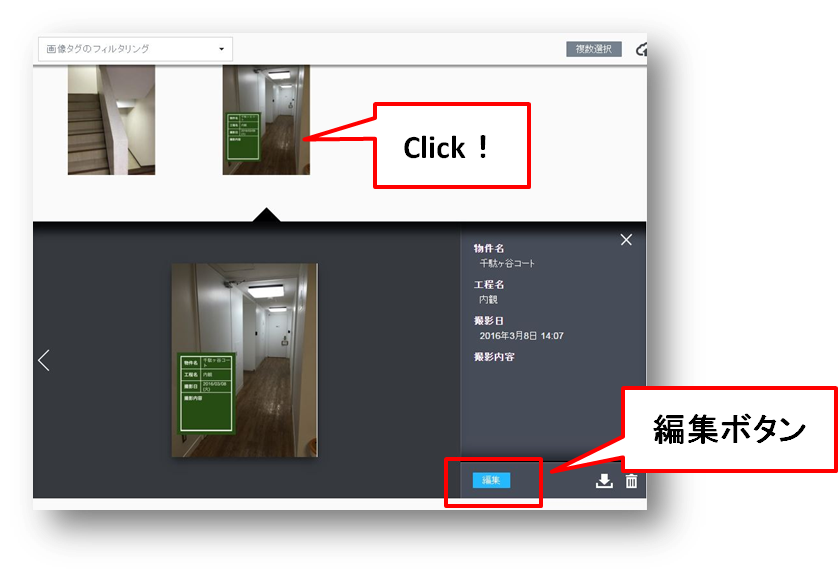 画像タグのフィルタリング
複数選択
Click！
物件名
千駄ヶ谷コート
工程名
内観
撮影日
2016年3月8日 14:07
撮影内容
物件名 千駄ヶ谷コート
工程名 内観
撮影日 2016/03/08 (火)
撮影内容
編集ボタン
編集